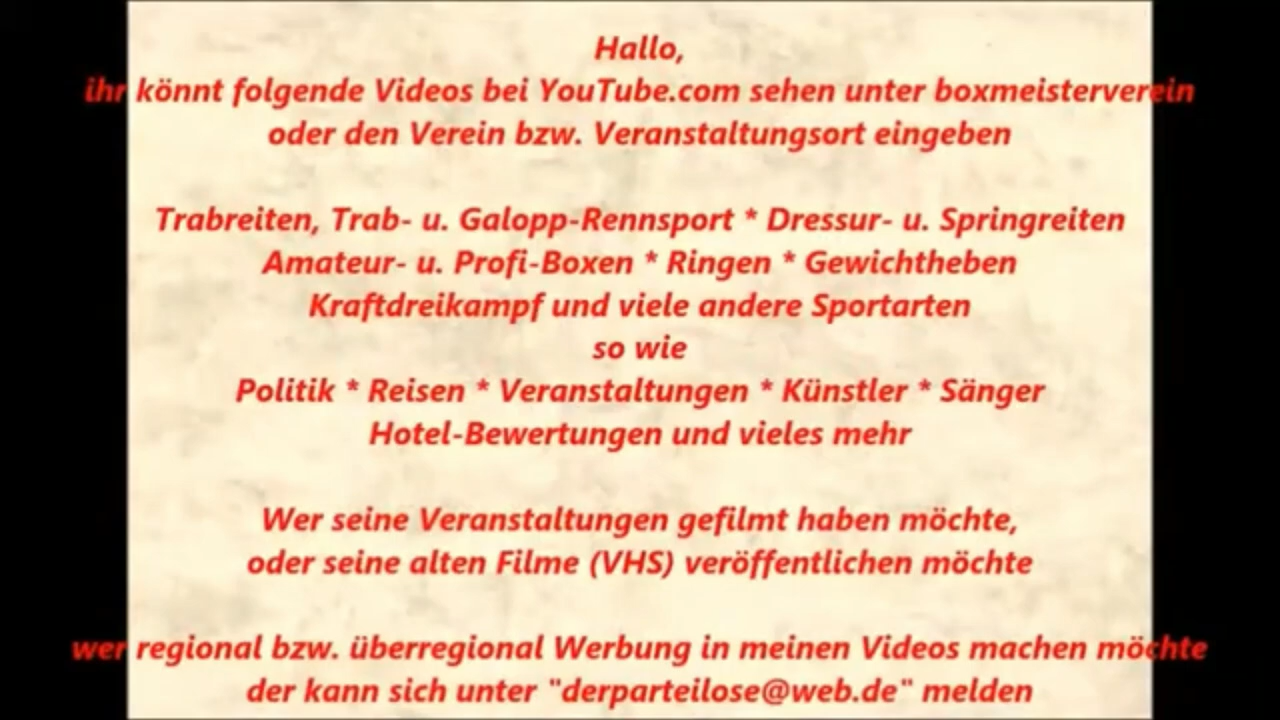 Hallo,
ihr könnt folgende Videos bei YouTube.com sehen unter boxmeisterverein
oder den Verein bzw. Veranstaltungsort eingeben
Trabreiten, Trab- u. Galopp-Rennsport * Dressur- u. Springreiten
Amateur- u. Profi-Boxen * Ringen * Gewichtheben
Kraftdreikampf und viele andere Sportarten
so wie
Politik * Reisen * Veranstaltungen * Künstler * Sänger
Hotel-Bewertungen und vieles mehr
Wer seine Veranstaltungen gefilmt haben möchte,
oder seine alten Filme (VHS) veröffentlichen möchte
wer regional bzw. überregional Werbung in meinen Videos machen möchte
der kann sich unter "derparteilose@web.de" melden